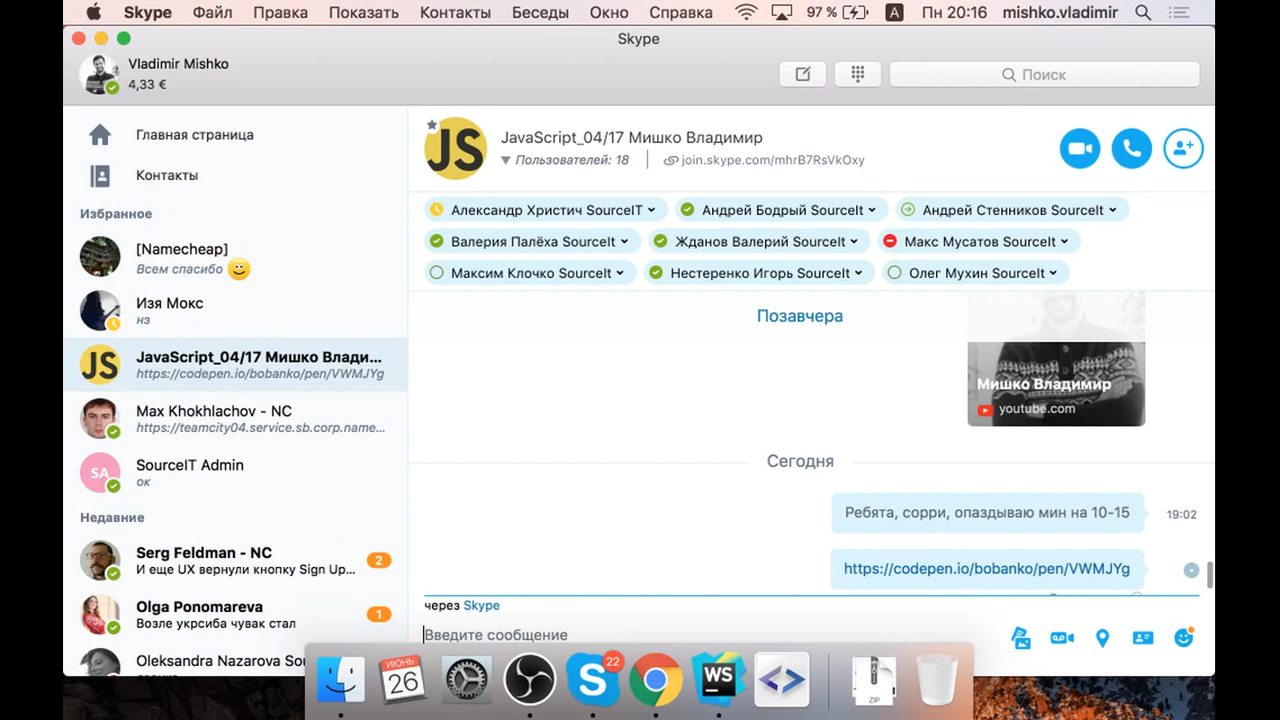 Skype Файл Правка Показать Контакты Беседы Окно Справка 97 % A Пн 20:16 mishko.vladimir
Skype
Vladimir Mishko
4,33 €
Поиск
Главная страница
Контакты
Избранное
[Namecheap]
Всем спасибо
Изя Мокс
нз
JS
JavaScript_04/17 Мишко Влади...
https://codepen.io/bobanko/pen/VWMJYg
Max Khokhlachov - NC
https://teamcity04.service.sb.corp.name...
SA
SourceIT Admin
ок
Недавние
Serg Feldman - NC
И еще UX вернули кнопку Sign Up...
2
Olga Ponomareva
Возле укрсиба чувак стал
1
Oleksandra Nazarova Sou
JS
JavaScript_04/17 Мишко Владимир
Пользователей: 18
join.skype.com/mhrB7RsVkOxy
Александр Христич SourceIT
Андрей Бодрый SourceIt
Андрей Стенников SourceIt
Валерия Палёха SourceIt
Жданов Валерий SourceIt
Макс Мусатов SourceIt
Максим Клочко SourceIt
Нестеренко Игорь SourceIt
Олег Мухин SourceIt
Позавчера
Мишко Владимир
youtube.com
Сегодня
Ребята, сорри, опаздываю мин на 10-15
19:02
https://codepen.io/bobanko/pen/VWMJYg
через Skype
Введите сообщение
ИЮНЬ
26
S
22
WS
ZIP